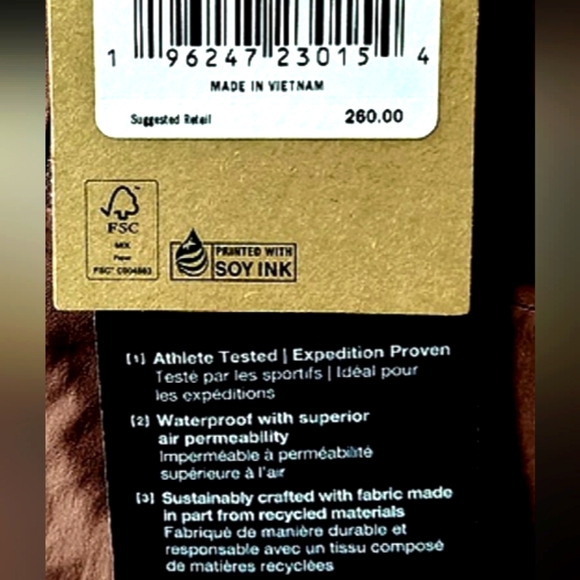 1 96247 23015 4
MADE IN VIETNAM
Suggested Retail 260.00
FSC
MIX
Paper
PRINTED WITH
SOY INK
[1] Athlete Tested | Expedition Proven
Testé par les sportifs | Idéal pour
les expéditions
[2] Waterproof with superior
air permeability
Imperméable à perméabilité
supérieure à l'air
[3] Sustainably crafted with fabric made
in part from recycled materials
Fabriqué de manière durable et
responsable avec un tissu composé
de matières recyclées